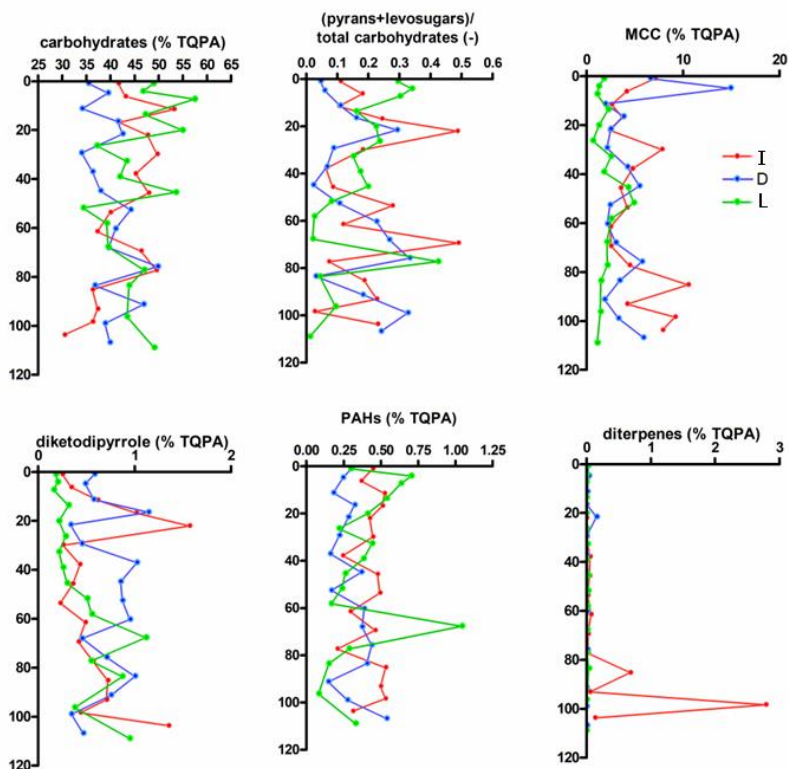 carbohydrates (% TQPA)
25 30 35 40 45 50 55 60 65
0
20
40
60
80
100
120
(pyrans+levosugars)/
total carbohydrates (-)
0.0 0.1 0.2 0.3 0.4 0.5 0.6
0
20
40
60
80
100
120
MCC (% TQPA)
0 10 20
0
20
40
60
80
100
120
I
D
L
diketodipyrrole (% TQPA)
0 1 2
0
20
40
60
80
100
120
PAHs (% TQPA)
0.00 0.25 0.50 0.75 1.00 1.25
0
20
40
60
80
100
120
diterpenes (% TQPA)
0 1 2 3
0
20
40
60
80
100
120